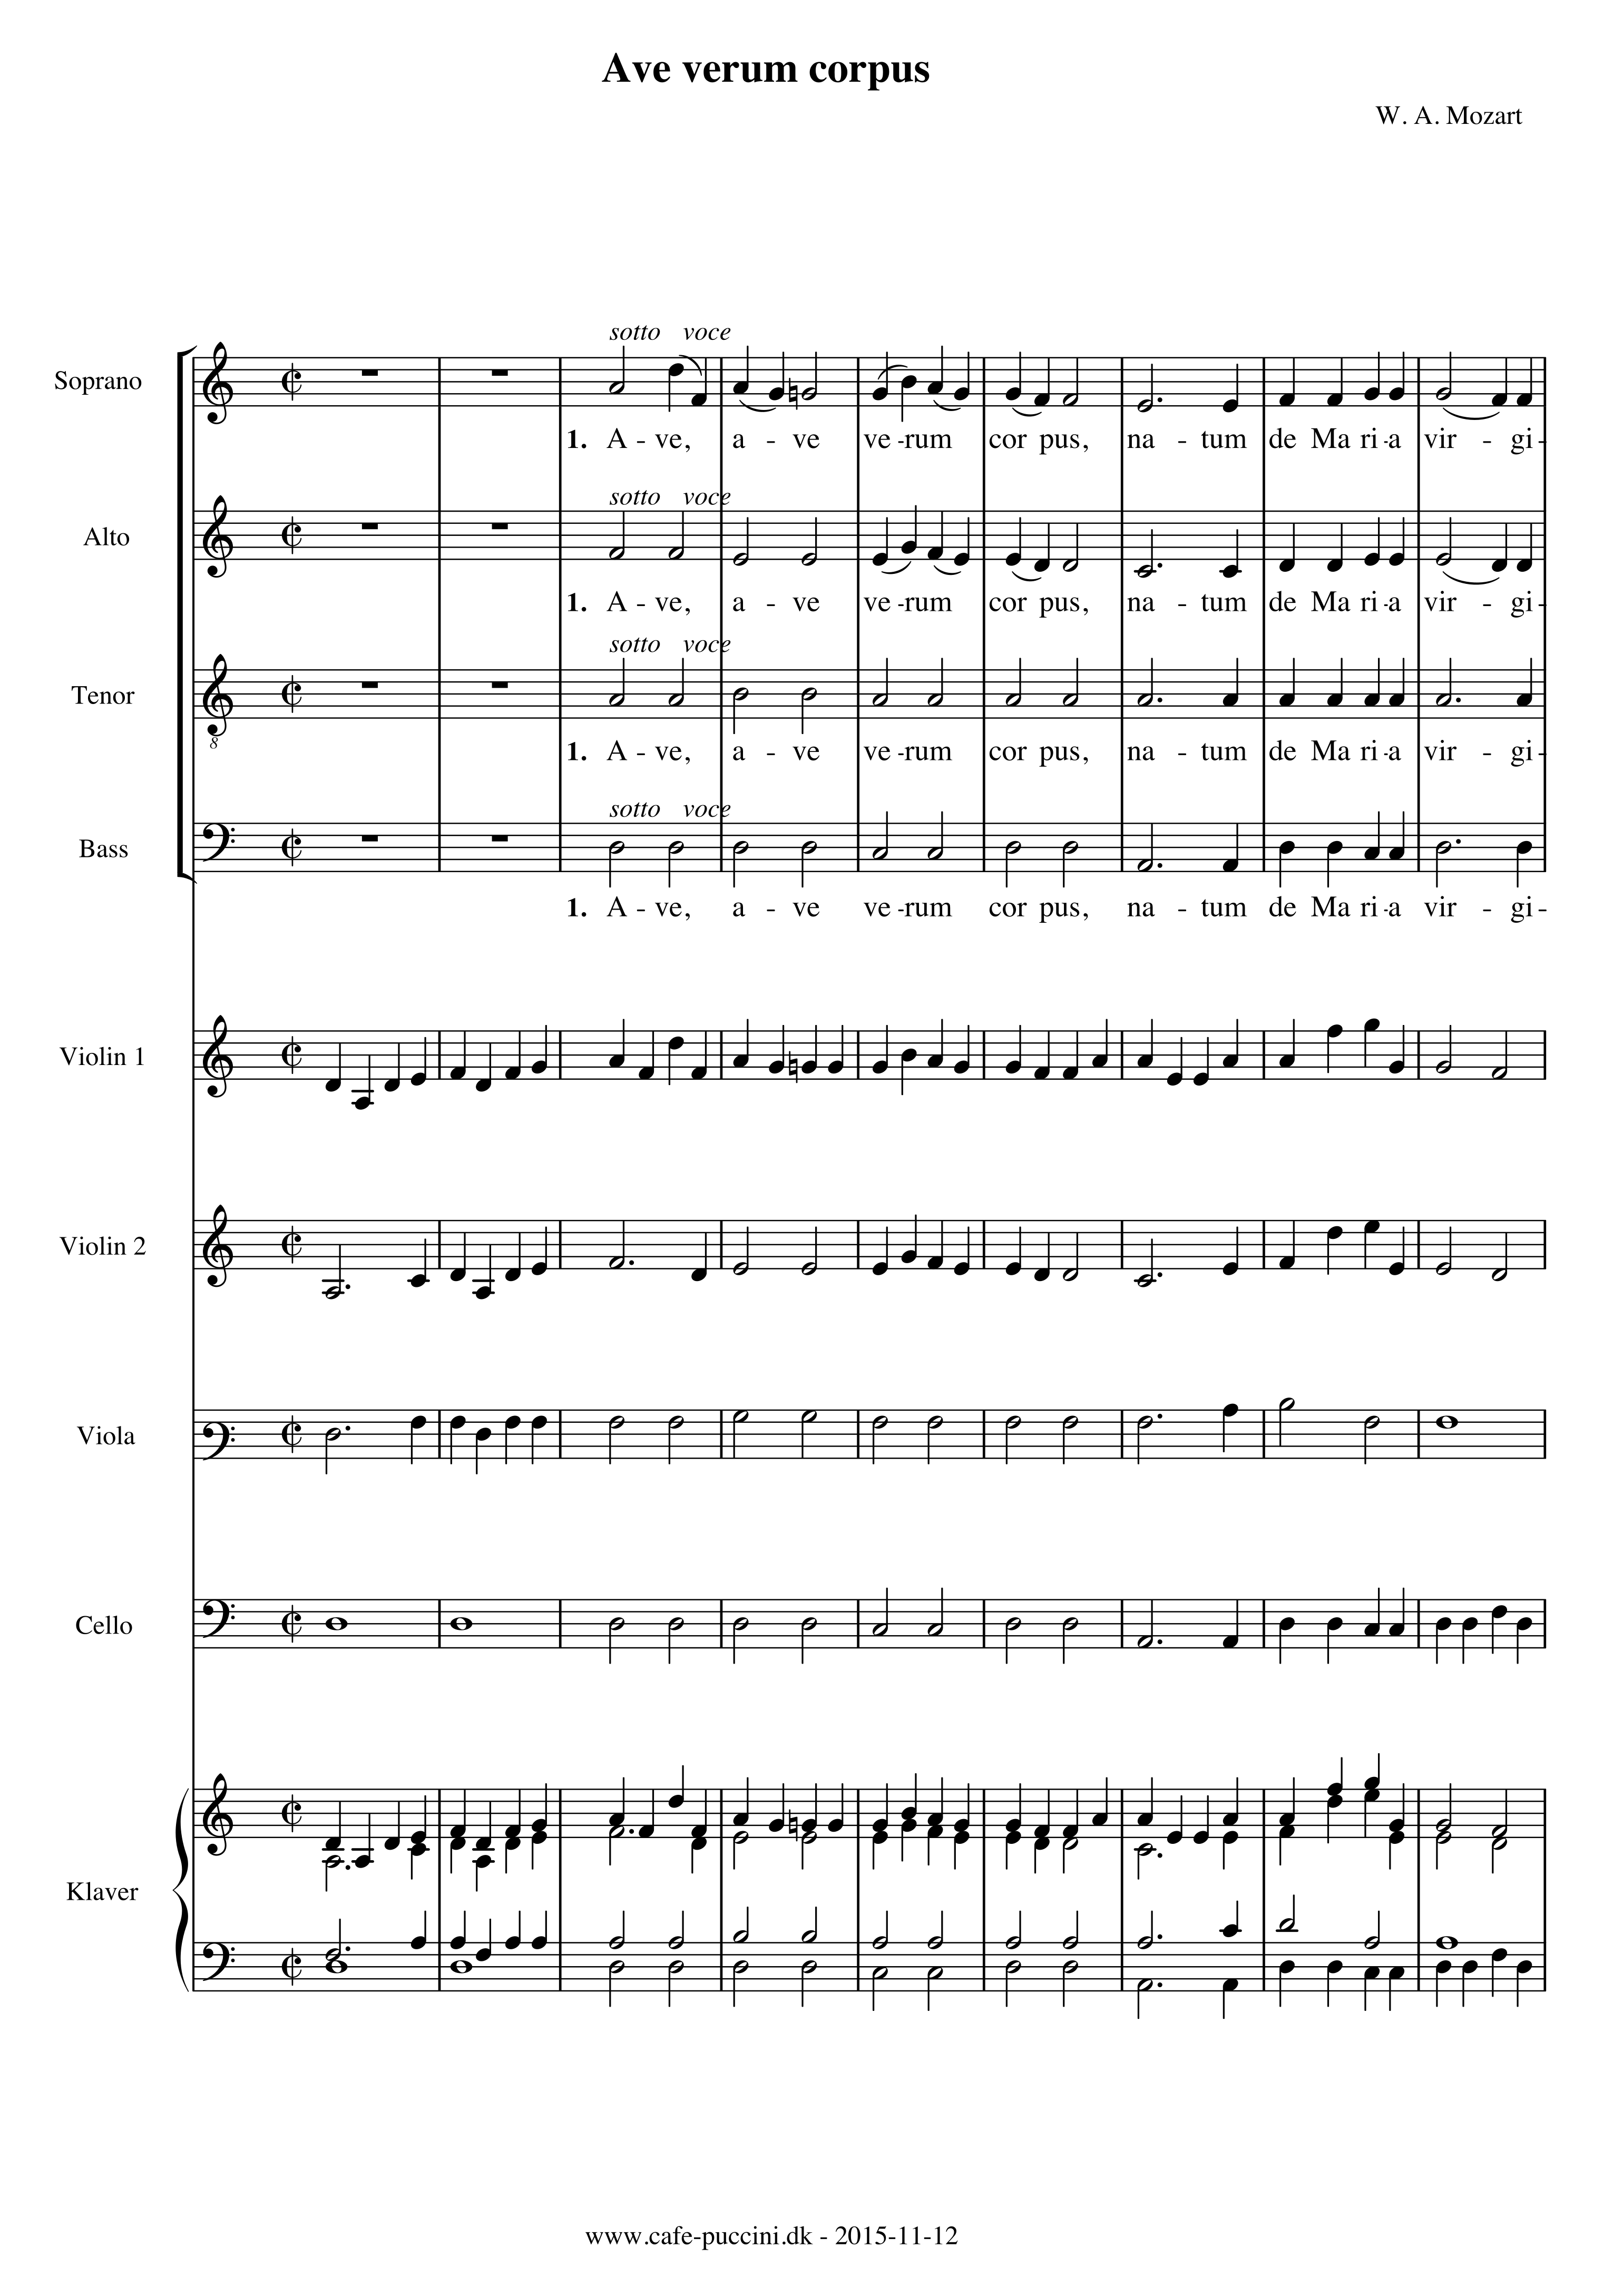 Ave verum corpus
W. A. Mozart
sotto voce
Soprano
1. A - ve, a - ve ve - rum cor pus, na - tum de Ma ri - a vir - gi -
sotto voce
Alto
1. A - ve, a - ve ve - rum cor pus, na - tum de Ma ri - a vir - gi -
sotto voce
Tenor
8
1. A - ve, a - ve ve - rum cor pus, na - tum de Ma ri - a vir - gi -
sotto voce
Bass
1. A - ve, a - ve ve - rum cor pus, na - tum de Ma ri - a vir - gi -
Violin 1
Violin 2
Viola
Cello
Klaver
www.cafe-puccini.dk - 2015-11-12